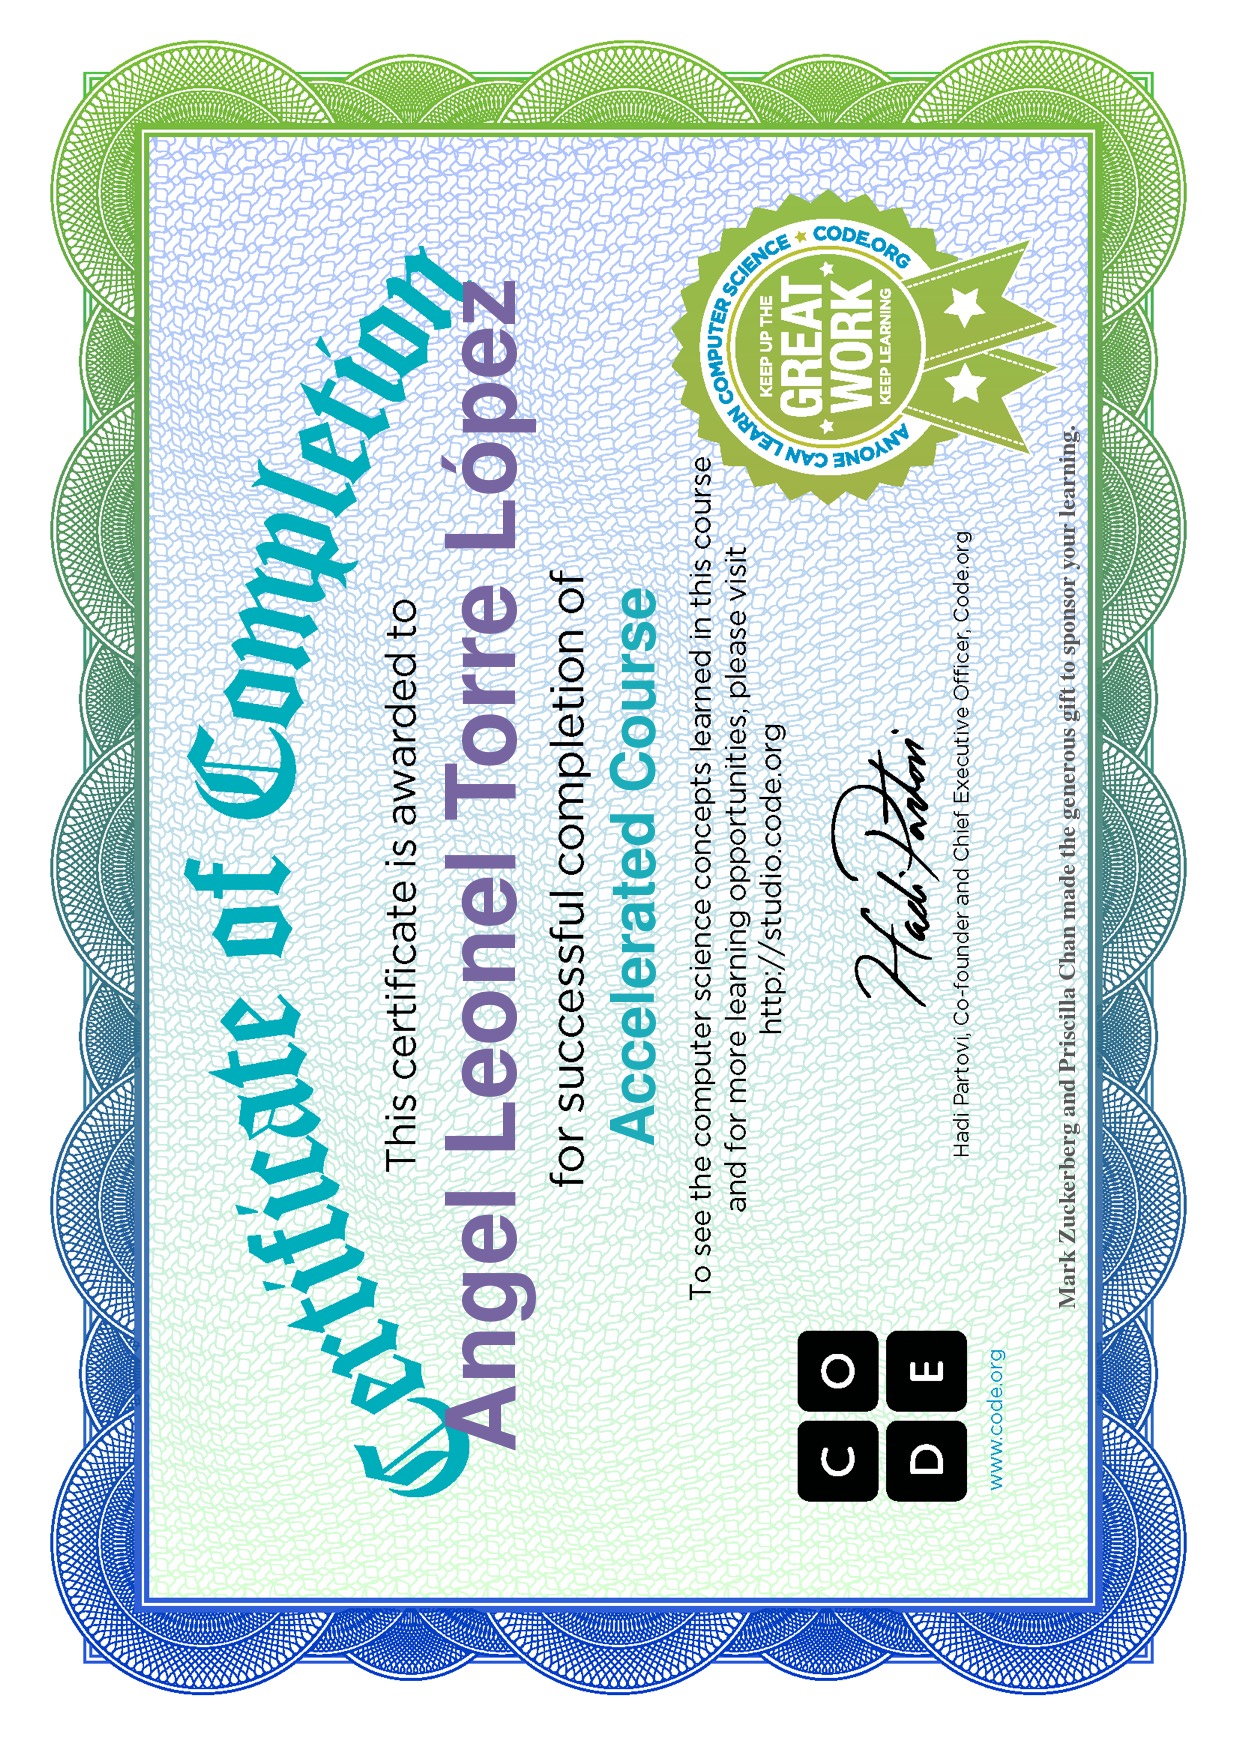 Certificate of Completion
This certificate is awarded to
Angel Leonel Torre López
for successful completion of
Accelerated Course
To see the computer science concepts learned in this course
and for more learning opportunities, please visit
http://studio.code.org
ANYONE CAN LEARN COMPUTER SCIENCE ★ CODE.ORG
KEEP UP THE
GREAT
WORK
KEEP LEARNING
C O
D E
www.code.org
Hadi Partovi
Hadi Partovi, Co-founder and Chief Executive Officer, Code.org
Mark Zuckerberg and Priscilla Chan made the generous gift to sponsor your learning.